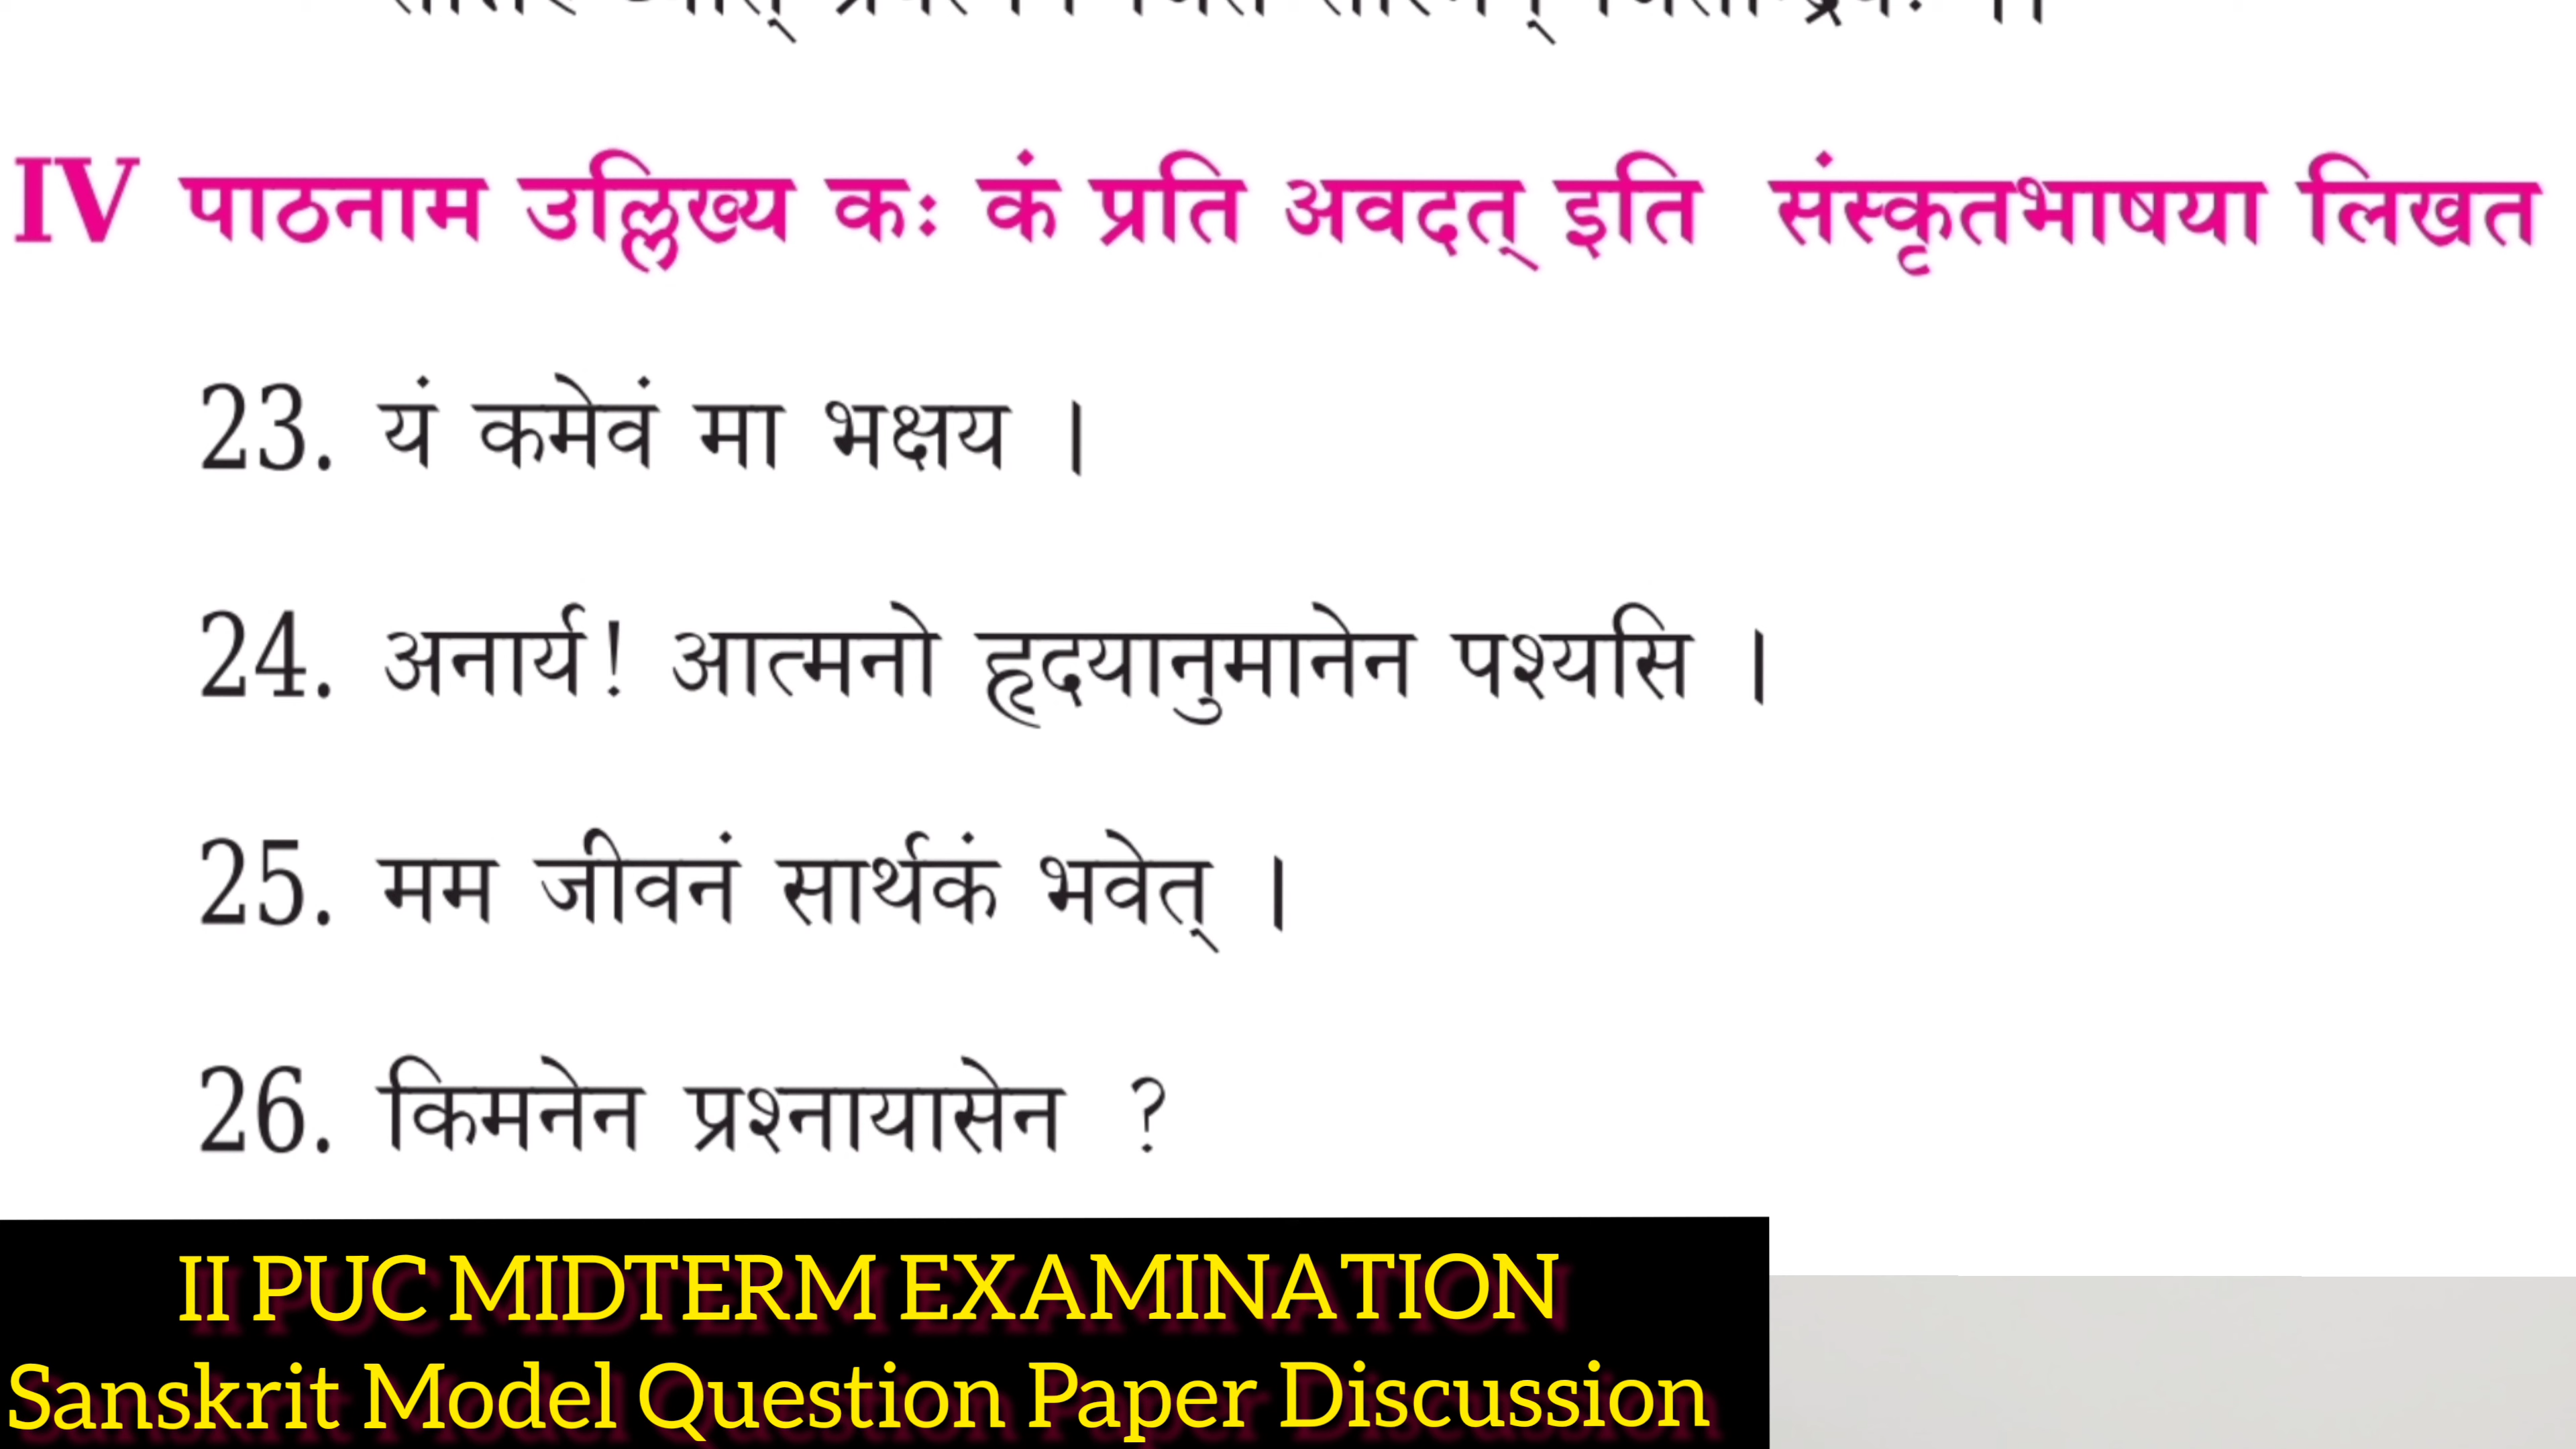 IV पाठनाम उल्लिख्य कः कं प्रति अवदत् इति संस्कृतभाषया लिखत
23. यं कमेवं मा भक्षय ।
24. अनार्य! आत्मनो हृदयानुमानेन पश्यसि ।
25. मम जीवनं सार्थकं भवेत् ।
26. किमनेन प्रश्नायासेन ?
II PUC MIDTERM EXAMINATION
Sanskrit Model Question Paper Discussion